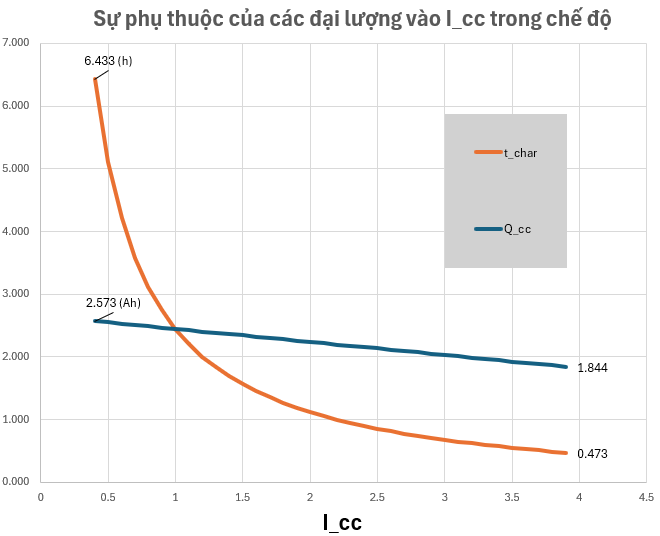 Sự phụ thuộc của các đại lượng vào I_cc trong chế độ
7.000
6.433 (h)
6.000
t_char
5.000
Q_cc
4.000
3.000
2.573 (Ah)
2.000
1.844
1.000
0.473
0.000
0 0.5 1 1.5 2 2.5 3 3.5 4 4.5
I_cc